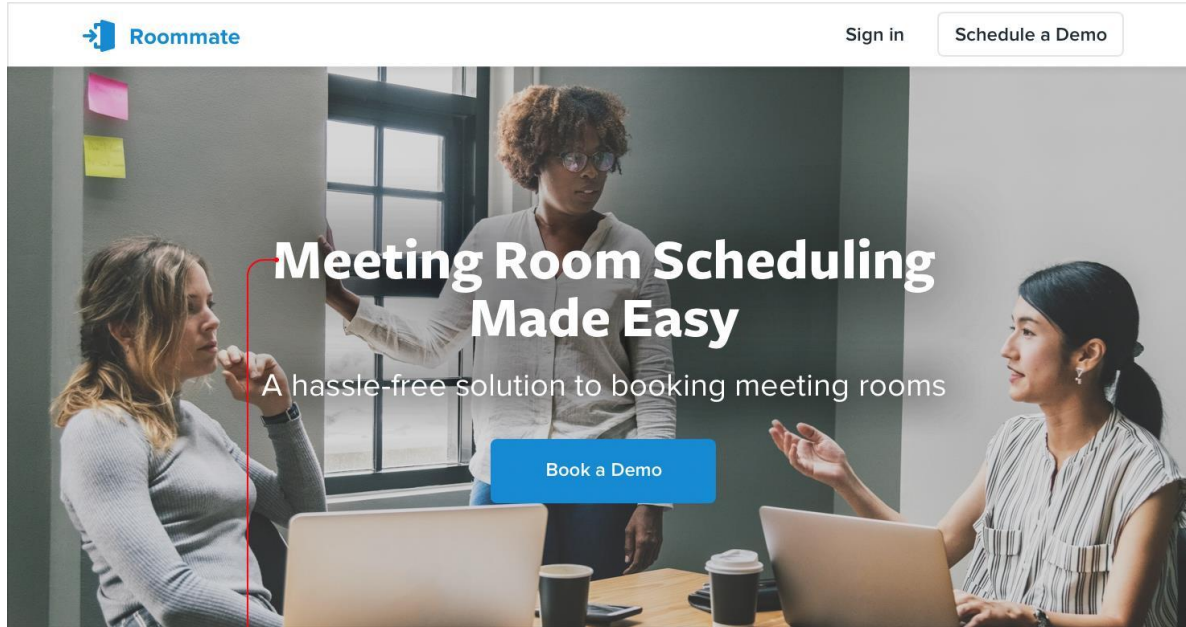 Roommate
Sign in
Schedule a Demo
Meeting Room Scheduling
Made Easy
A hassle-free solution to booking meeting rooms
Book a Demo